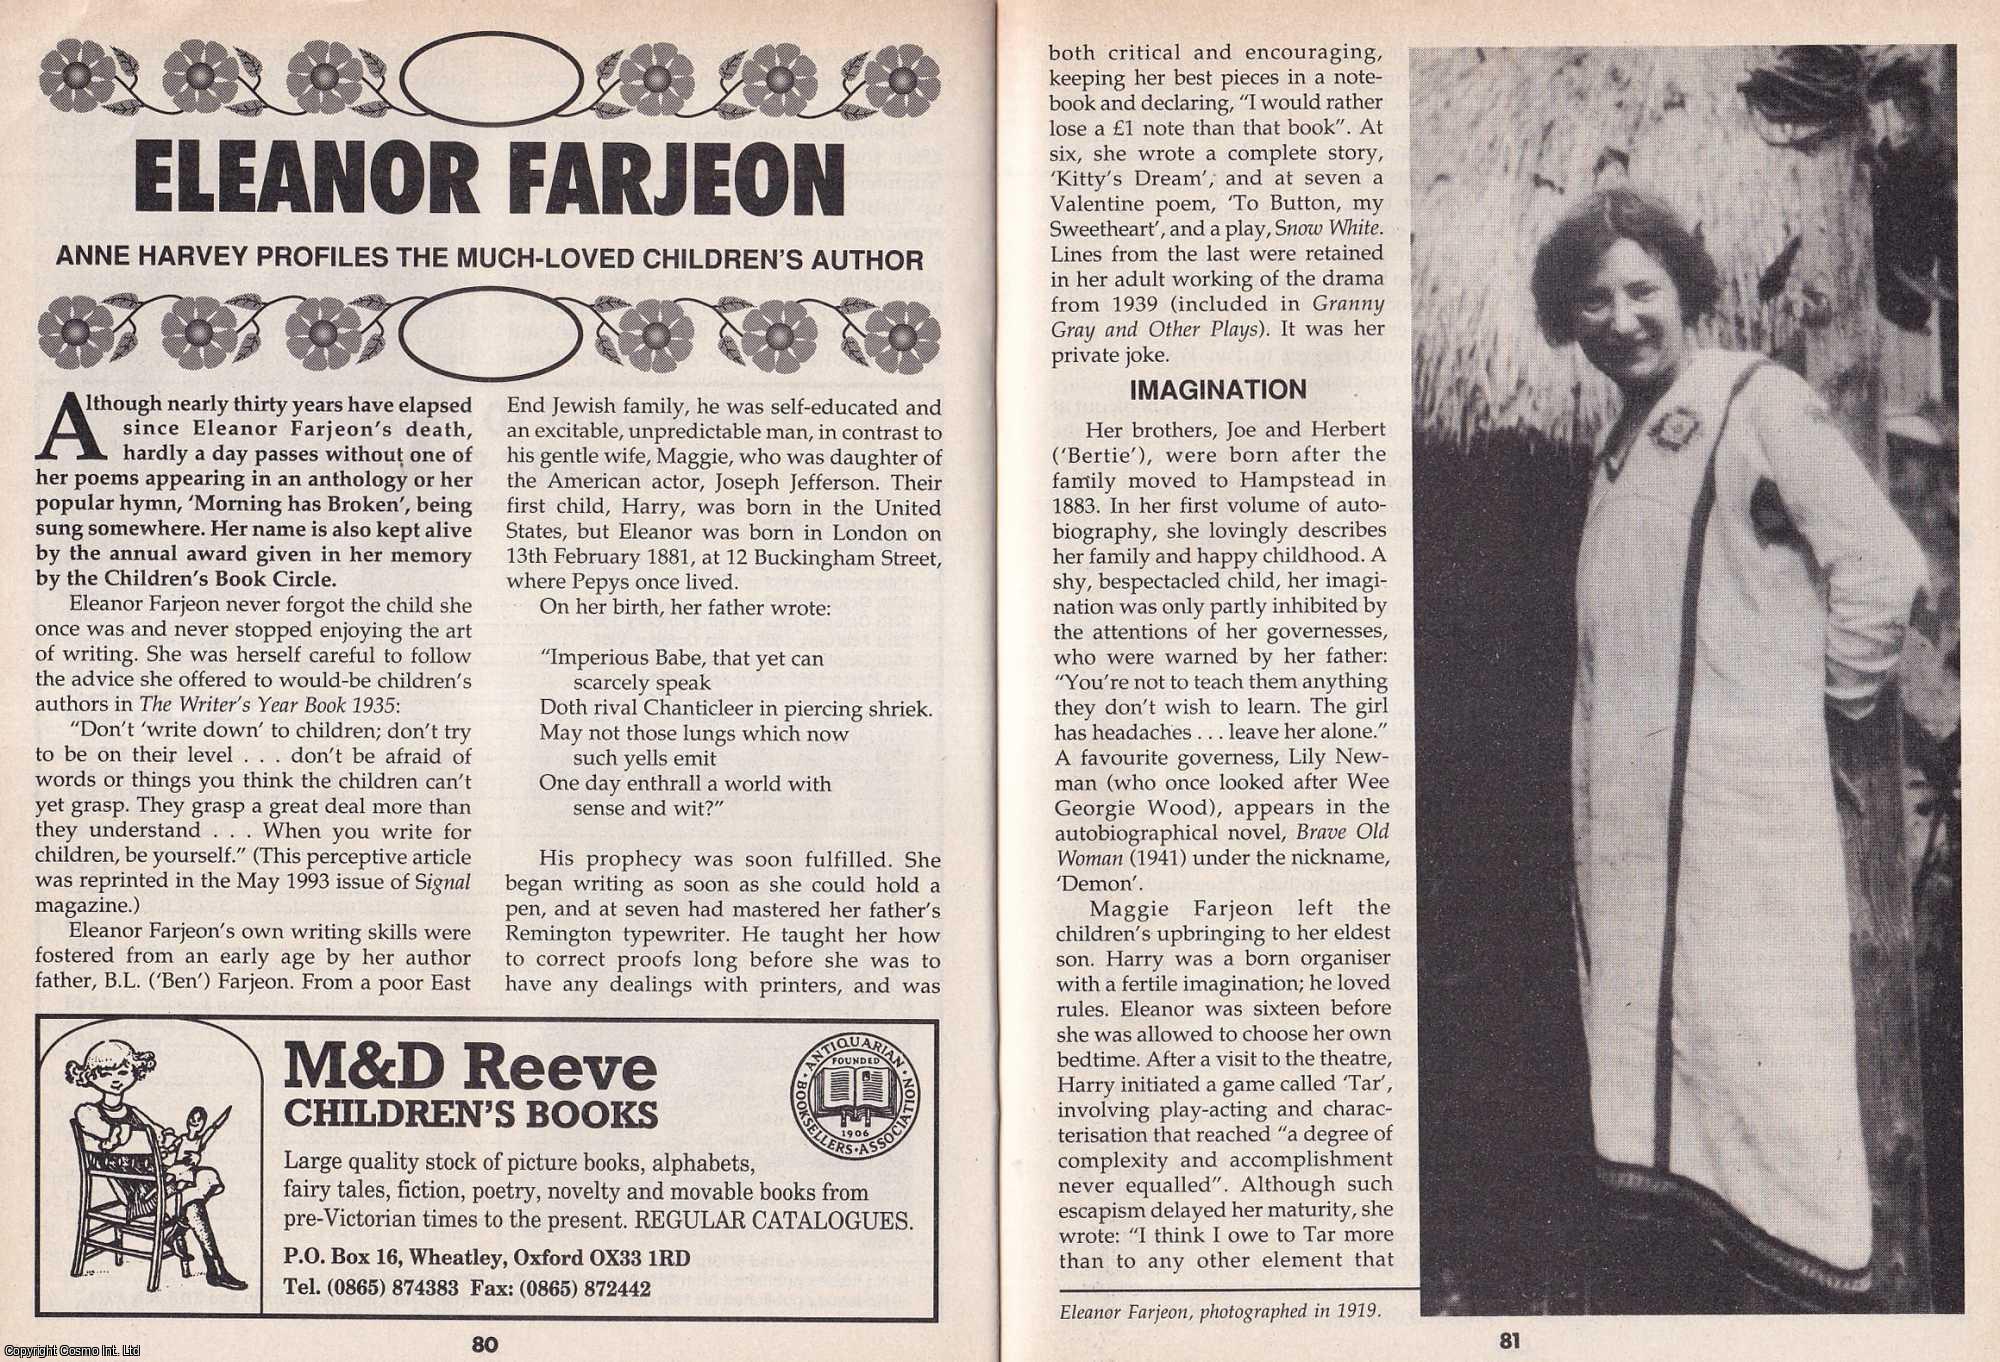 ELEANOR FARJEON
ANNE HARVEY PROFILES THE MUCH-LOVED CHILDREN'S AUTHOR
Although nearly thirty years have elapsed
since Eleanor Farjeon's death,
hardly a day passes without one of
her poems appearing in an anthology or her
popular hymn, 'Morning has Broken', being
sung somewhere. Her name is also kept alive
by the annual award given in her memory
by the Children's Book Circle.
Eleanor Farjeon never forgot the child she
once was and never stopped enjoying the art
of writing. She was herself careful to follow
the advice she offered to would-be children's
authors in The Writer's Year Book 1935:
"Don't 'write down' to children; don't try
to be on their level . . . don't be afraid of
words or things you think the children can't
yet grasp. They grasp a great deal more than
they understand . . . When you write for
children, be yourself." (This perceptive article
was reprinted in the May 1993 issue of Signal
magazine.)
Eleanor Farjeon's own writing skills were
fostered from an early age by her author
father, B.L. ('Ben') Farjeon. From a poor East
End Jewish family, he was self-educated and
an excitable, unpredictable man, in contrast to
his gentle wife, Maggie, who was daughter of
the American actor, Joseph Jefferson. Their
first child, Harry, was born in the United
States, but Eleanor was born in London on
13th February 1881, at 12 Buckingham Street,
where Pepys once lived.
On her birth, her father wrote:
"Imperious Babe, that yet can
scarcely speak
Doth rival Chanticleer in piercing shriek.
May not those lungs which now
such yells emit
One day enthrall a world with
sense and wit?"
His prophecy was soon fulfilled. She
began writing as soon as she could hold a
pen, and at seven had mastered her father's
Remington typewriter. He taught her how
to correct proofs long before she was to
have any dealings with printers, and was
M&D Reeve
CHILDREN'S BOOKS
Large quality stock of picture books, alphabets,
fairy tales, fiction, poetry, novelty and movable books from
pre-Victorian times to the present. REGULAR CATALOGUES.
P.O. Box 16, Wheatley, Oxford OX33 1RD
Tel. (0865) 874383 Fax: (0865) 872442
ANTIQUARIAN BOOKSELLERS ASSOCIATION
FOUNDED
1906
80
Copyright Cosmo Int. Ltd
both critical and encouraging,
keeping her best pieces in a note-
book and declaring, "I would rather
lose a £1 note than that book". At
six, she wrote a complete story,
'Kitty's Dream', and at seven a
Valentine poem, 'To Button, my
Sweetheart', and a play, Snow White.
Lines from the last were retained
in her adult working of the drama
from 1939 (included in Granny
Gray and Other Plays). It was her
private joke.
IMAGINATION
Her brothers, Joe and Herbert
('Bertie'), were born after the
family moved to Hampstead in
1883. In her first volume of auto-
biography, she lovingly describes
her family and happy childhood. A
shy, bespectacled child, her imagi-
nation was only partly inhibited by
the attentions of her governesses,
who were warned by her father:
"You're not to teach them anything
they don't wish to learn. The girl
has headaches . . . leave her alone."
A favourite governess, Lily New-
man (who once looked after Wee
Georgie Wood), appears in the
autobiographical novel, Brave Old
Woman (1941) under the nickname,
'Demon'.
Maggie Farjeon left the
children's upbringing to her eldest
son. Harry was a born organiser
with a fertile imagination; he loved
rules. Eleanor was sixteen before
she was allowed to choose her own
bedtime. After a visit to the theatre,
Harry initiated a game called 'Tar',
involving play-acting and charac-
terisation that reached "a degree of
complexity and accomplishment
never equalled". Although such
escapism delayed her maturity, she
wrote: "I think I owe to Tar more
than to any other element that
Eleanor Farjeon, photographed in 1919.
81